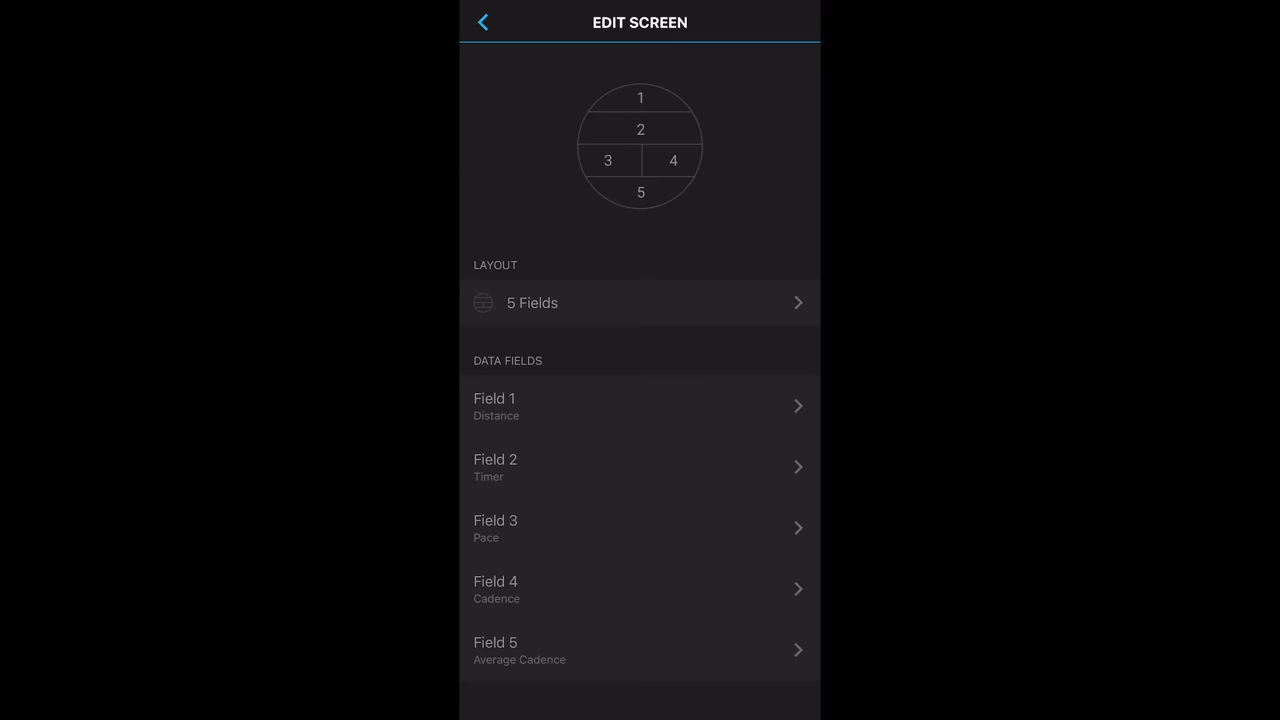 EDIT SCREEN
1
2
3 4
5
LAYOUT
5 Fields
DATA FIELDS
Field 1
Distance
Field 2
Timer
Field 3
Pace
Field 4
Cadence
Field 5
Average Cadence